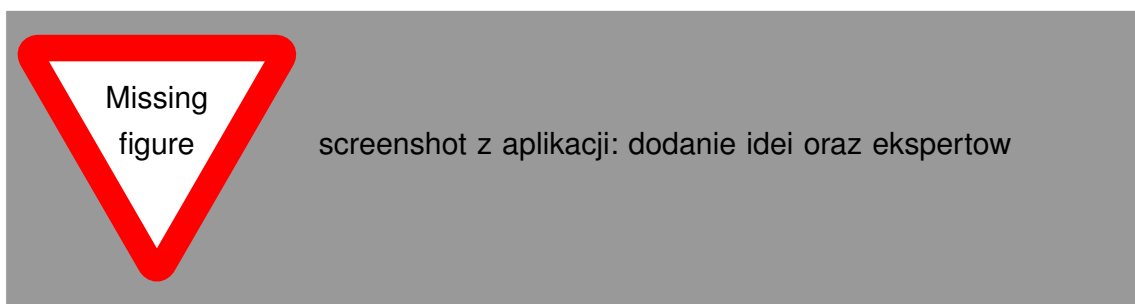 Missing
figure
screenshot z aplikacji: dodanie idei oraz ekspertow